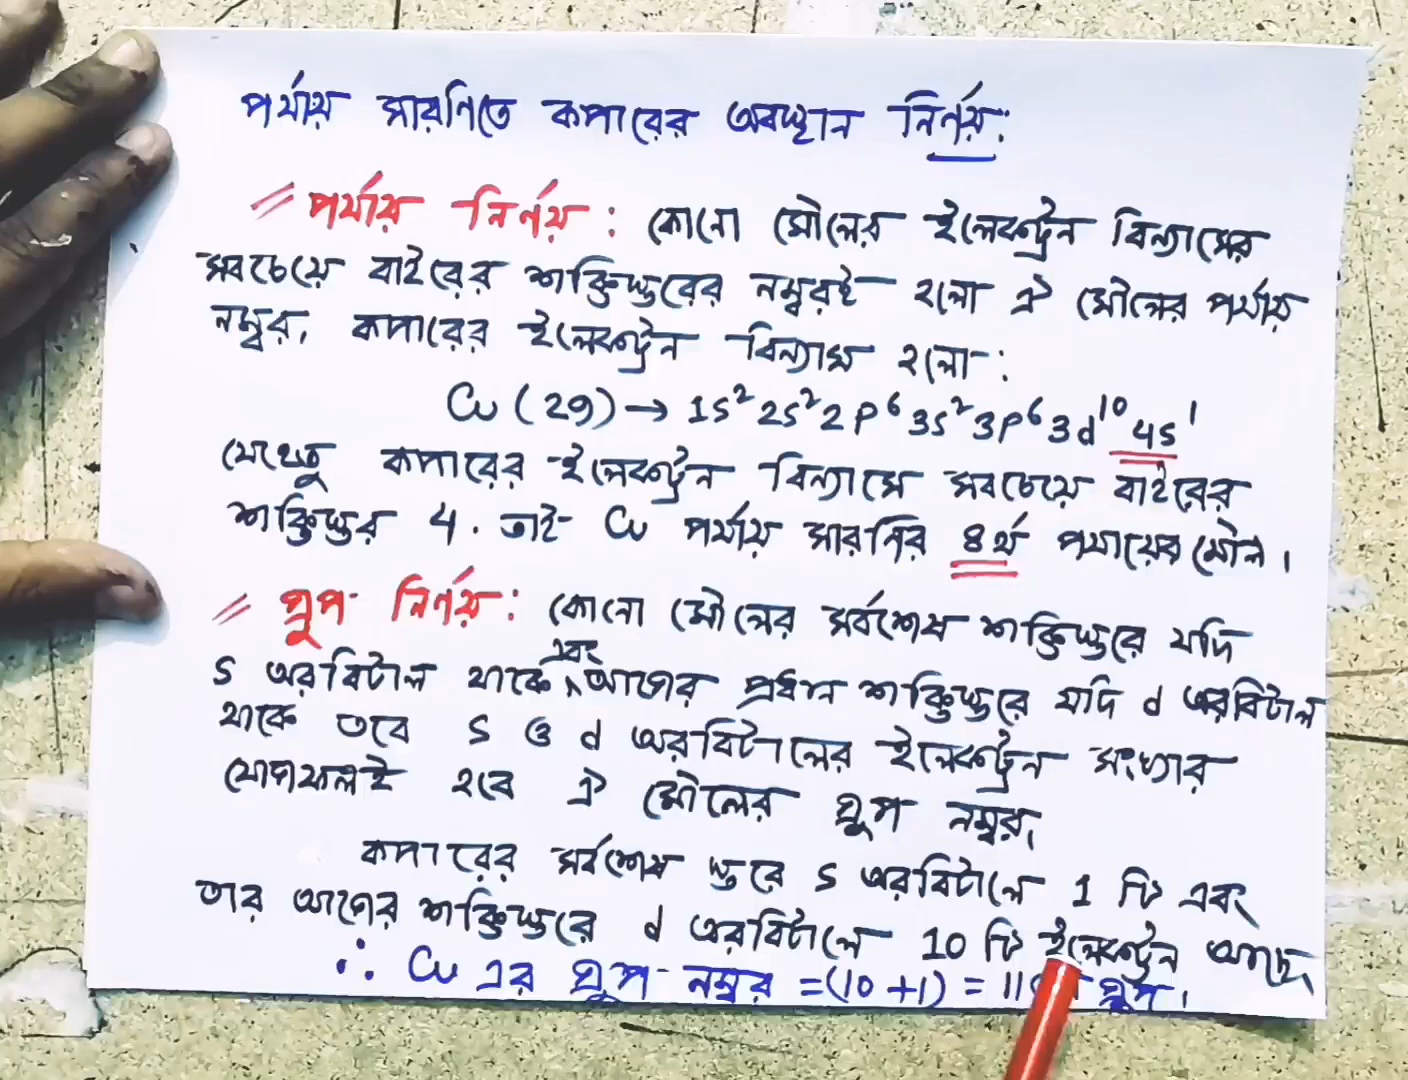 পর্যায় সারণিতে কপারের অবস্থান নির্ণয়:
// পর্যায় নির্ণয় : কোনো মৌলের ইলেকট্রন বিন্যাসের
সবচেয়ে বাইরের শক্তিস্তরের নম্বরই হলো ঐ মৌলের পর্যায়
নম্বর, কপারের ইলেকট্রন বিন্যাস হলো:
Cu (29) → 1s² 2s² 2p⁶ 3s² 3p⁶ 3d¹⁰ 4s¹
যেহেতু কপারের ইলেকট্রন বিন্যাসে সবচেয়ে বাইরের
শক্তিস্তর 4. তাই Cu পর্যায় সারণির ৪র্থ পর্যায়ের মৌল।
// গ্রুপ নির্ণয় : কোনো মৌলের সর্বশেষ শক্তিস্তরে যদি
s অরবিটাল থাকে এবং আগের প্রধান শক্তিস্তরে যদি d অরবিটাল
থাকে তবে s ও d অরবিটালের ইলেকট্রন সংখ্যার
যোগফলই হবে ঐ মৌলের গ্রুপ নম্বর,
কপারের সর্বশেষ স্তরে s অরবিটালে 1 টি এবং
তার আগের শক্তিস্তরে d অরবিটালে 10 টি ইলেকট্রন আছে,
∴ Cu এর গ্রুপ নম্বর =(10 +1) = 11 গ্রুপ,